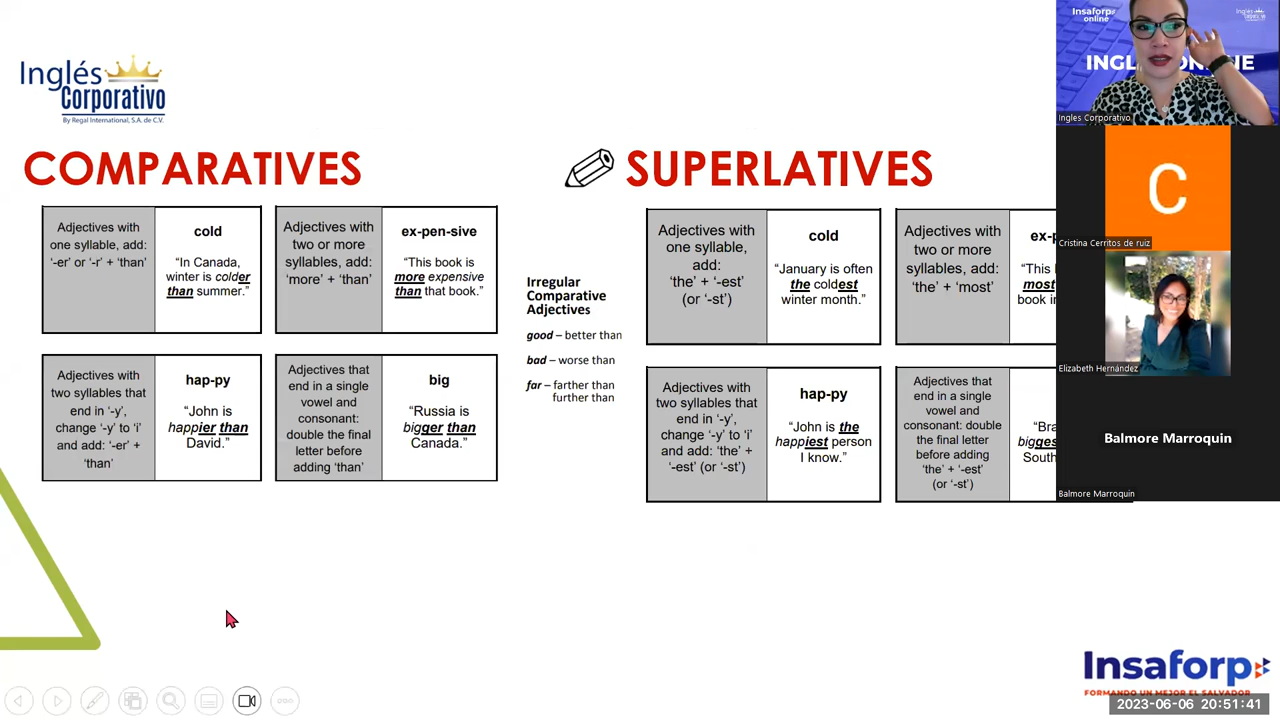 Inglés
Corporativo
By Regal International, S.A. de C.V.
COMPARATIVES
Adjectives with
one syllable, add:
'-er' or '-r' + 'than'
cold
“In Canada,
winter is colder
than summer.”
Adjectives with
two or more
syllables, add:
'more' + 'than'
ex-pen-sive
“This book is
more expensive
than that book.”
Adjectives with
two syllables that
end in '-y',
change '-y' to 'i'
and add: '-er' +
'than'
hap-py
“John is
happier than
David.”
Adjectives that
end in a single
vowel and
consonant:
double the final
letter before
adding 'than'
big
“Russia is
bigger than
Canada.”
Irregular
Comparative
Adjectives
good – better than
bad – worse than
far – farther than
further than
SUPERLATIVES
Adjectives with
one syllable,
add:
'the' + '-est'
(or '-st')
cold
“January is often
the coldest
winter month.”
Adjectives with
two or more
syllables, add:
'the' + 'most'
“This
most
book in
Adjectives with
two syllables that
end in '-y',
change '-y' to 'i'
and add: 'the' +
'-est' (or '-st')
hap-py
“John is the
happiest person
I know.”
Adjectives that
end in a single
vowel and
consonant: double
the final letter
before adding
'the' + '-est'
(or '-st')
South
Insaforp
online
Ingles Corporativo
C
Cristina Cerritos de ruiz
Elizabeth Hernández
Balmore Marroquin
Balmore Marroquin
Insaforp
FORMANDO UN MEJOR EL SALVADOR
2023-06-06 20:51:41